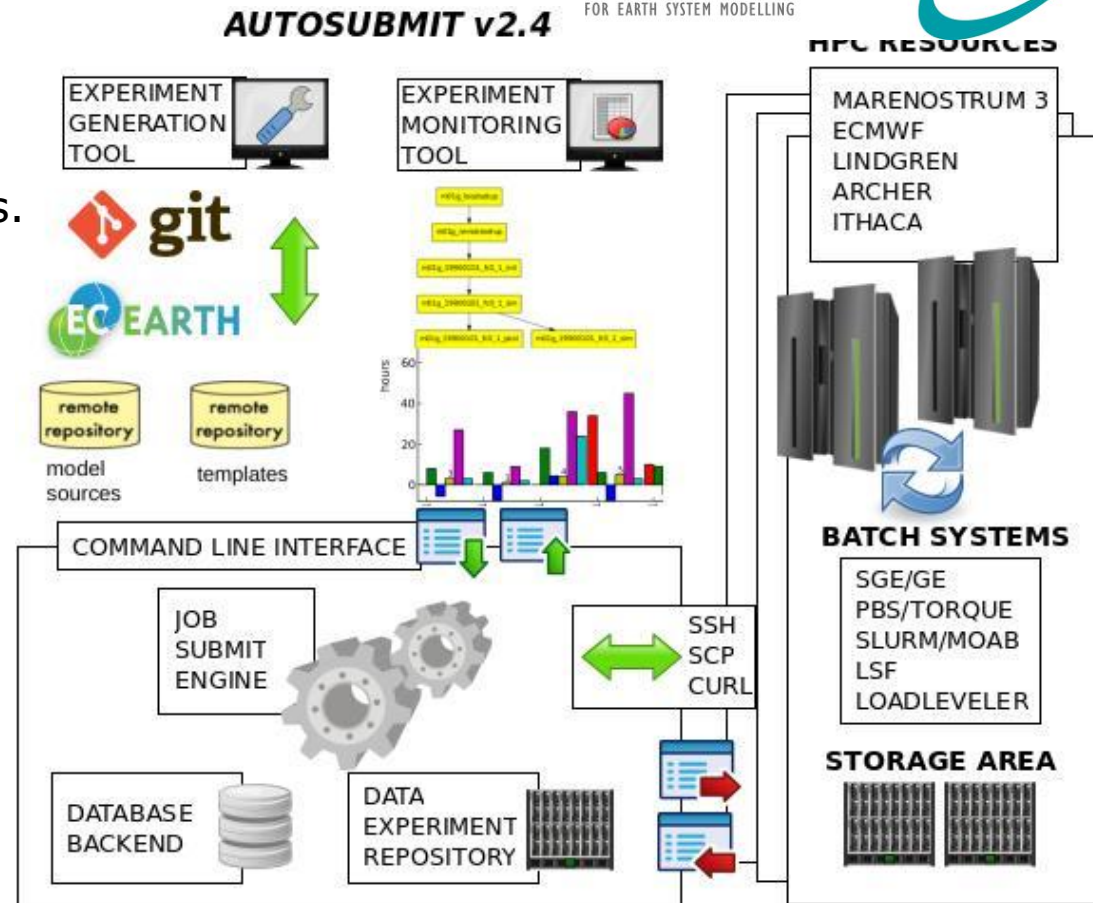 FOR EARTH SYSTEM MODELLING
AUTOSUBMIT v2.4
HPC RESOURCES
EXPERIMENT
GENERATION
TOOL
EXPERIMENT
MONITORING
TOOL
MARENOSTRUM 3
ECMWF
LINDGREN
ARCHER
ITHACA
s.
git
EC EARTH
remote
repository
model
sources
remote
repository
templates
hours
60
40
20
0
COMMAND LINE INTERFACE
JOB
SUBMIT
ENGINE
SSH
SCP
CURL
BATCH SYSTEMS
SGE/GE
PBS/TORQUE
SLURM/MOAB
LSF
LOADLEVELER
STORAGE AREA
DATABASE
BACKEND
DATA
EXPERIMENT
REPOSITORY